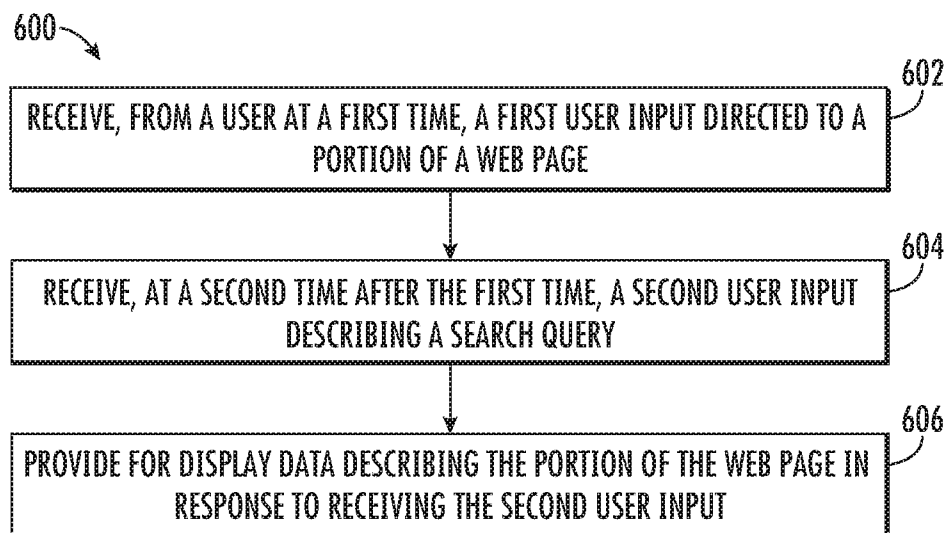 600
602
RECEIVE, FROM A USER AT A FIRST TIME, A FIRST USER INPUT DIRECTED TO A
PORTION OF A WEB PAGE
604
RECEIVE, AT A SECOND TIME AFTER THE FIRST TIME, A SECOND USER INPUT
DESCRIBING A SEARCH QUERY
606
PROVIDE FOR DISPLAY DATA DESCRIBING THE PORTION OF THE WEB PAGE IN
RESPONSE TO RECEIVING THE SECOND USER INPUT